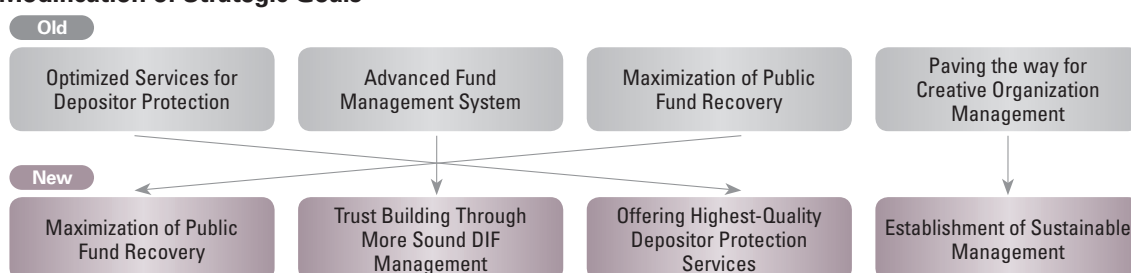 Modification of Strategic Goals
Old
Optimized Services for
Depositor Protection
Advanced Fund
Management System
Maximization of Public
Fund Recovery
Paving the way for
Creative Organization
Management
New
Maximization of Public
Fund Recovery
Trust Building Through
More Sound DIF
Management
Offering Highest-Quality
Depositor Protection
Services
Establishment of Sustainable
Management